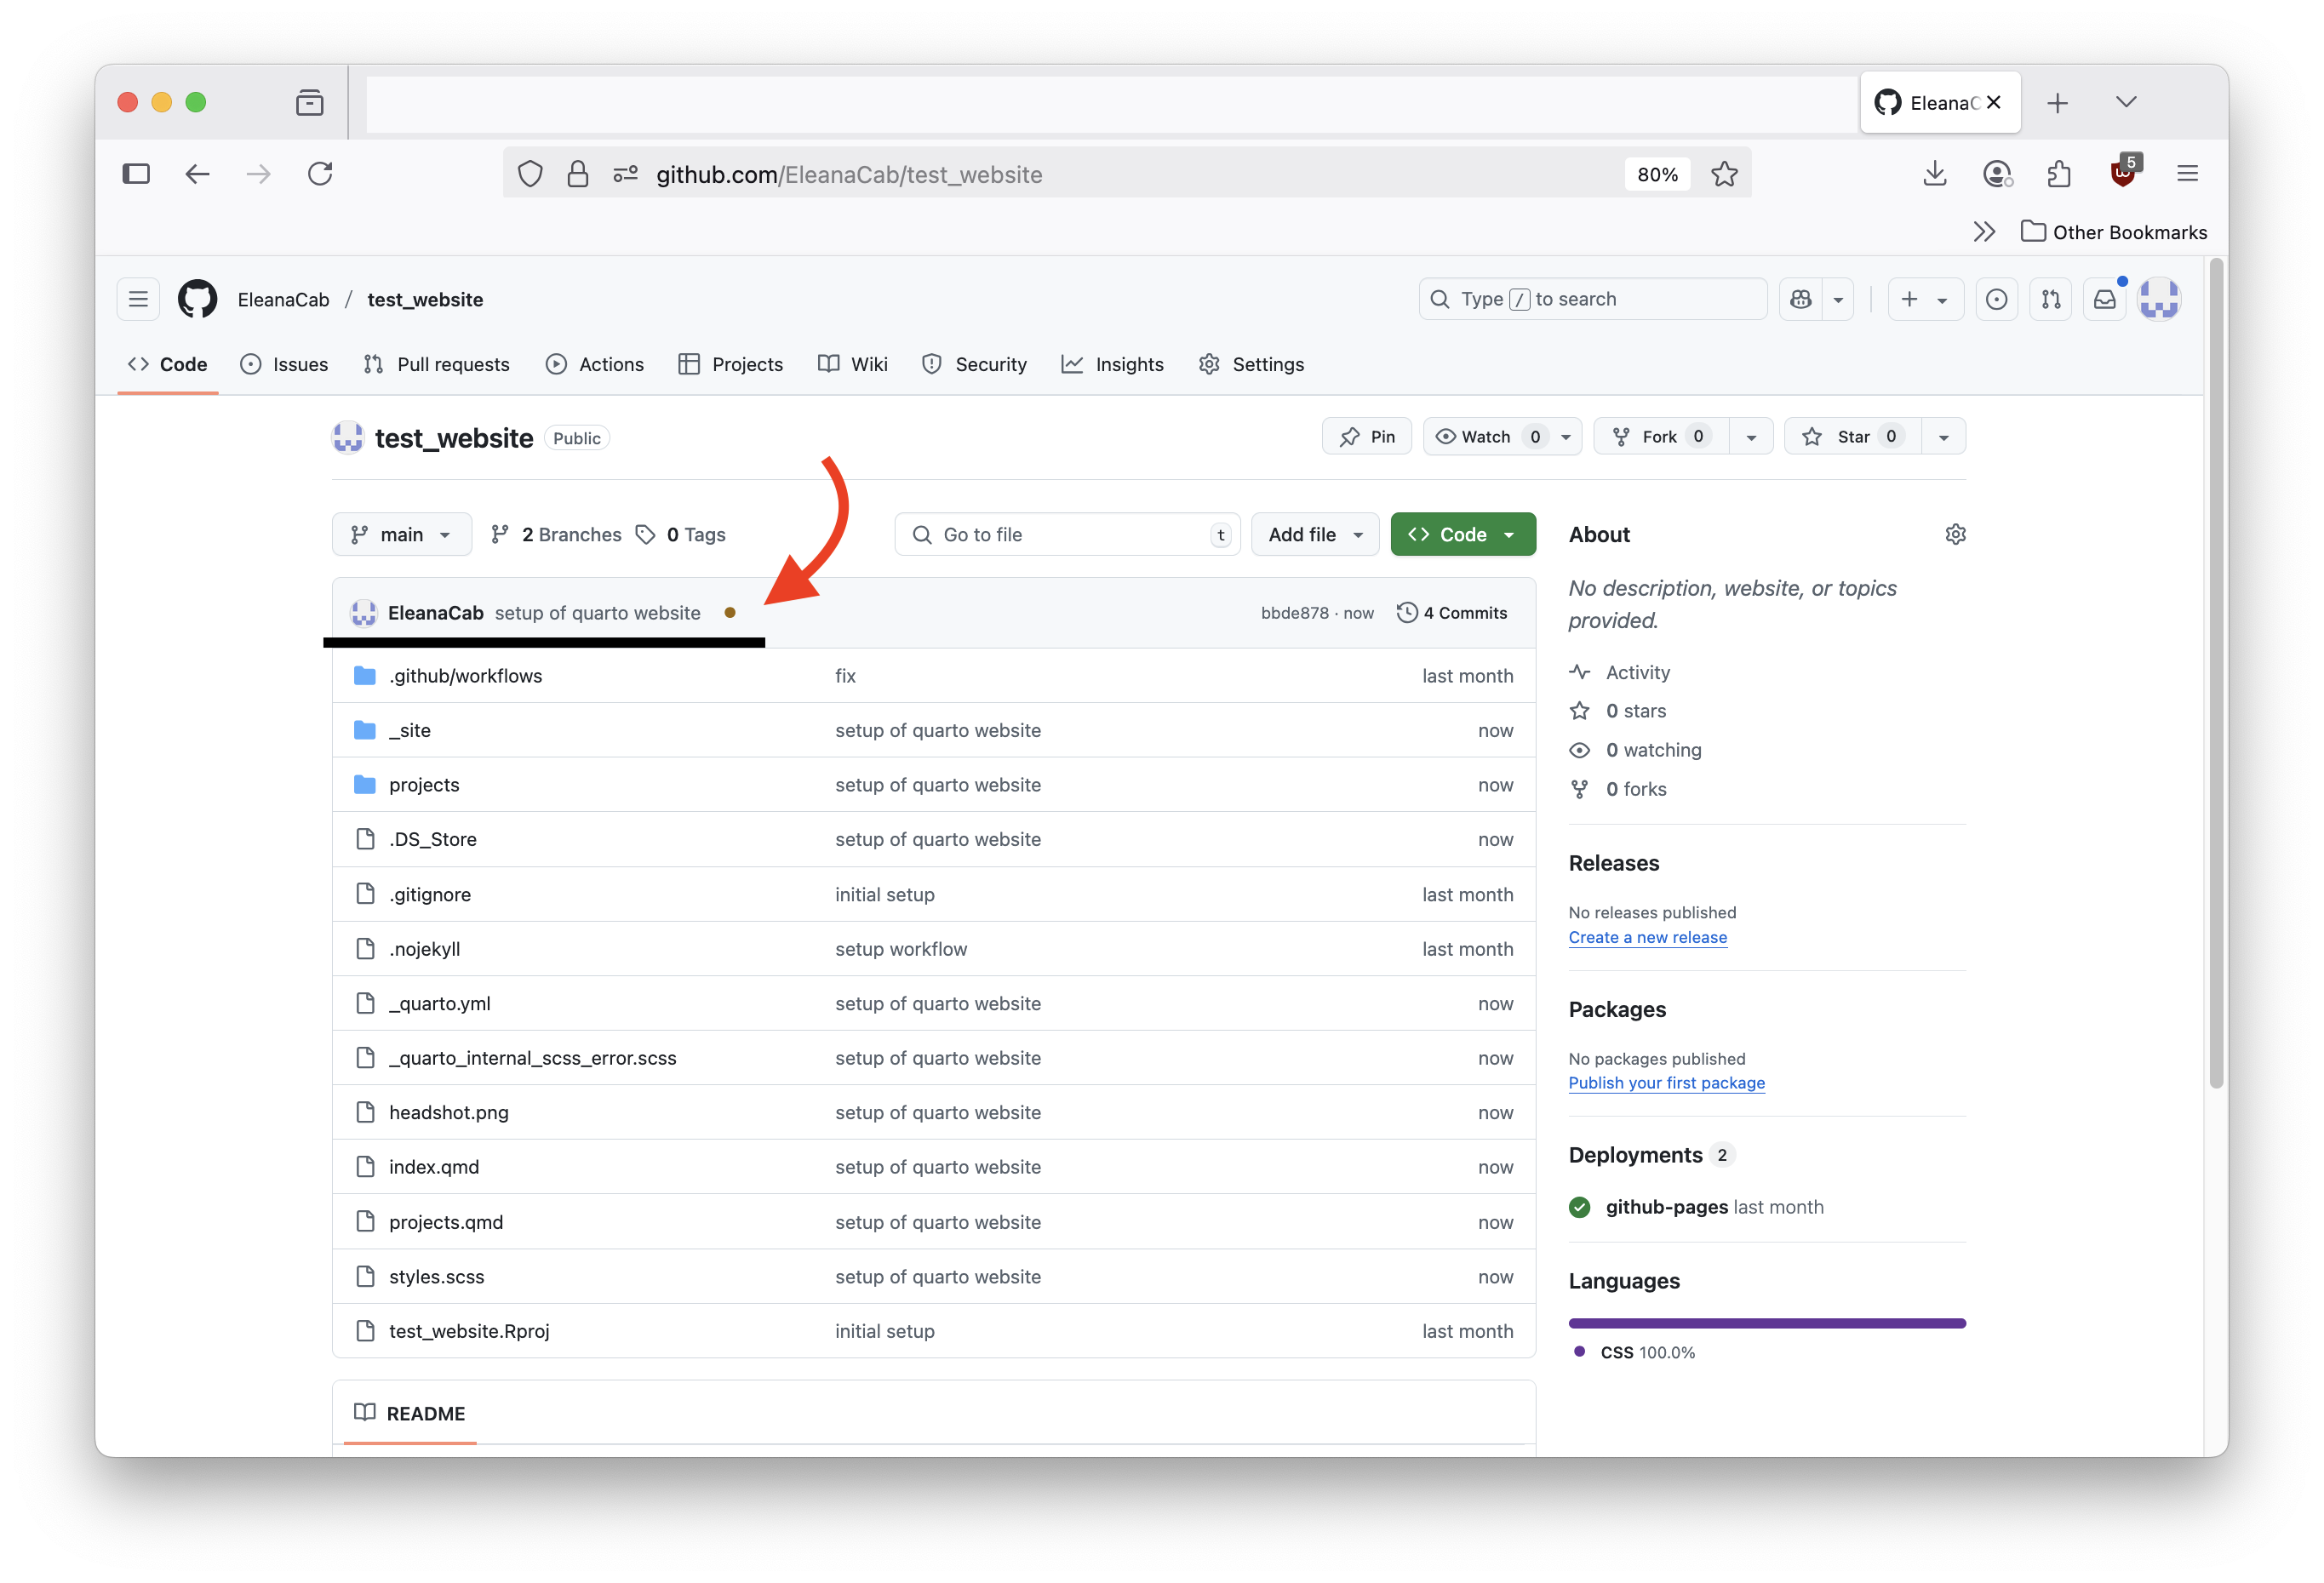 EleanaC
github.com/EleanaCab/test_website
80%
5
Other Bookmarks
EleanaCab / test_website
Type / to search
Code
Issues
Pull requests
Actions
Projects
Wiki
Security
Insights
Settings
test_website
Public
Pin
Watch 0
Fork 0
Star 0
main
2 Branches
0 Tags
Go to file
t
Add file
Code
EleanaCab setup of quarto website
bbde878 · now
4 Commits
.github/workflows fix last month
_site setup of quarto website now
projects setup of quarto website now
.DS_Store setup of quarto website now
.gitignore initial setup last month
.nojekyll setup workflow last month
_quarto.yml setup of quarto website now
_quarto_internal_scss_error.scss setup of quarto website now
headshot.png setup of quarto website now
index.qmd setup of quarto website now
projects.qmd setup of quarto website now
styles.scss setup of quarto website now
test_website.Rproj initial setup last month
README
About
No description, website, or topics
provided.
Activity
0 stars
0 watching
0 forks
Releases
No releases published
Create a new release
Packages
No packages published
Publish your first package
Deployments 2
github-pages last month
Languages
CSS 100.0%